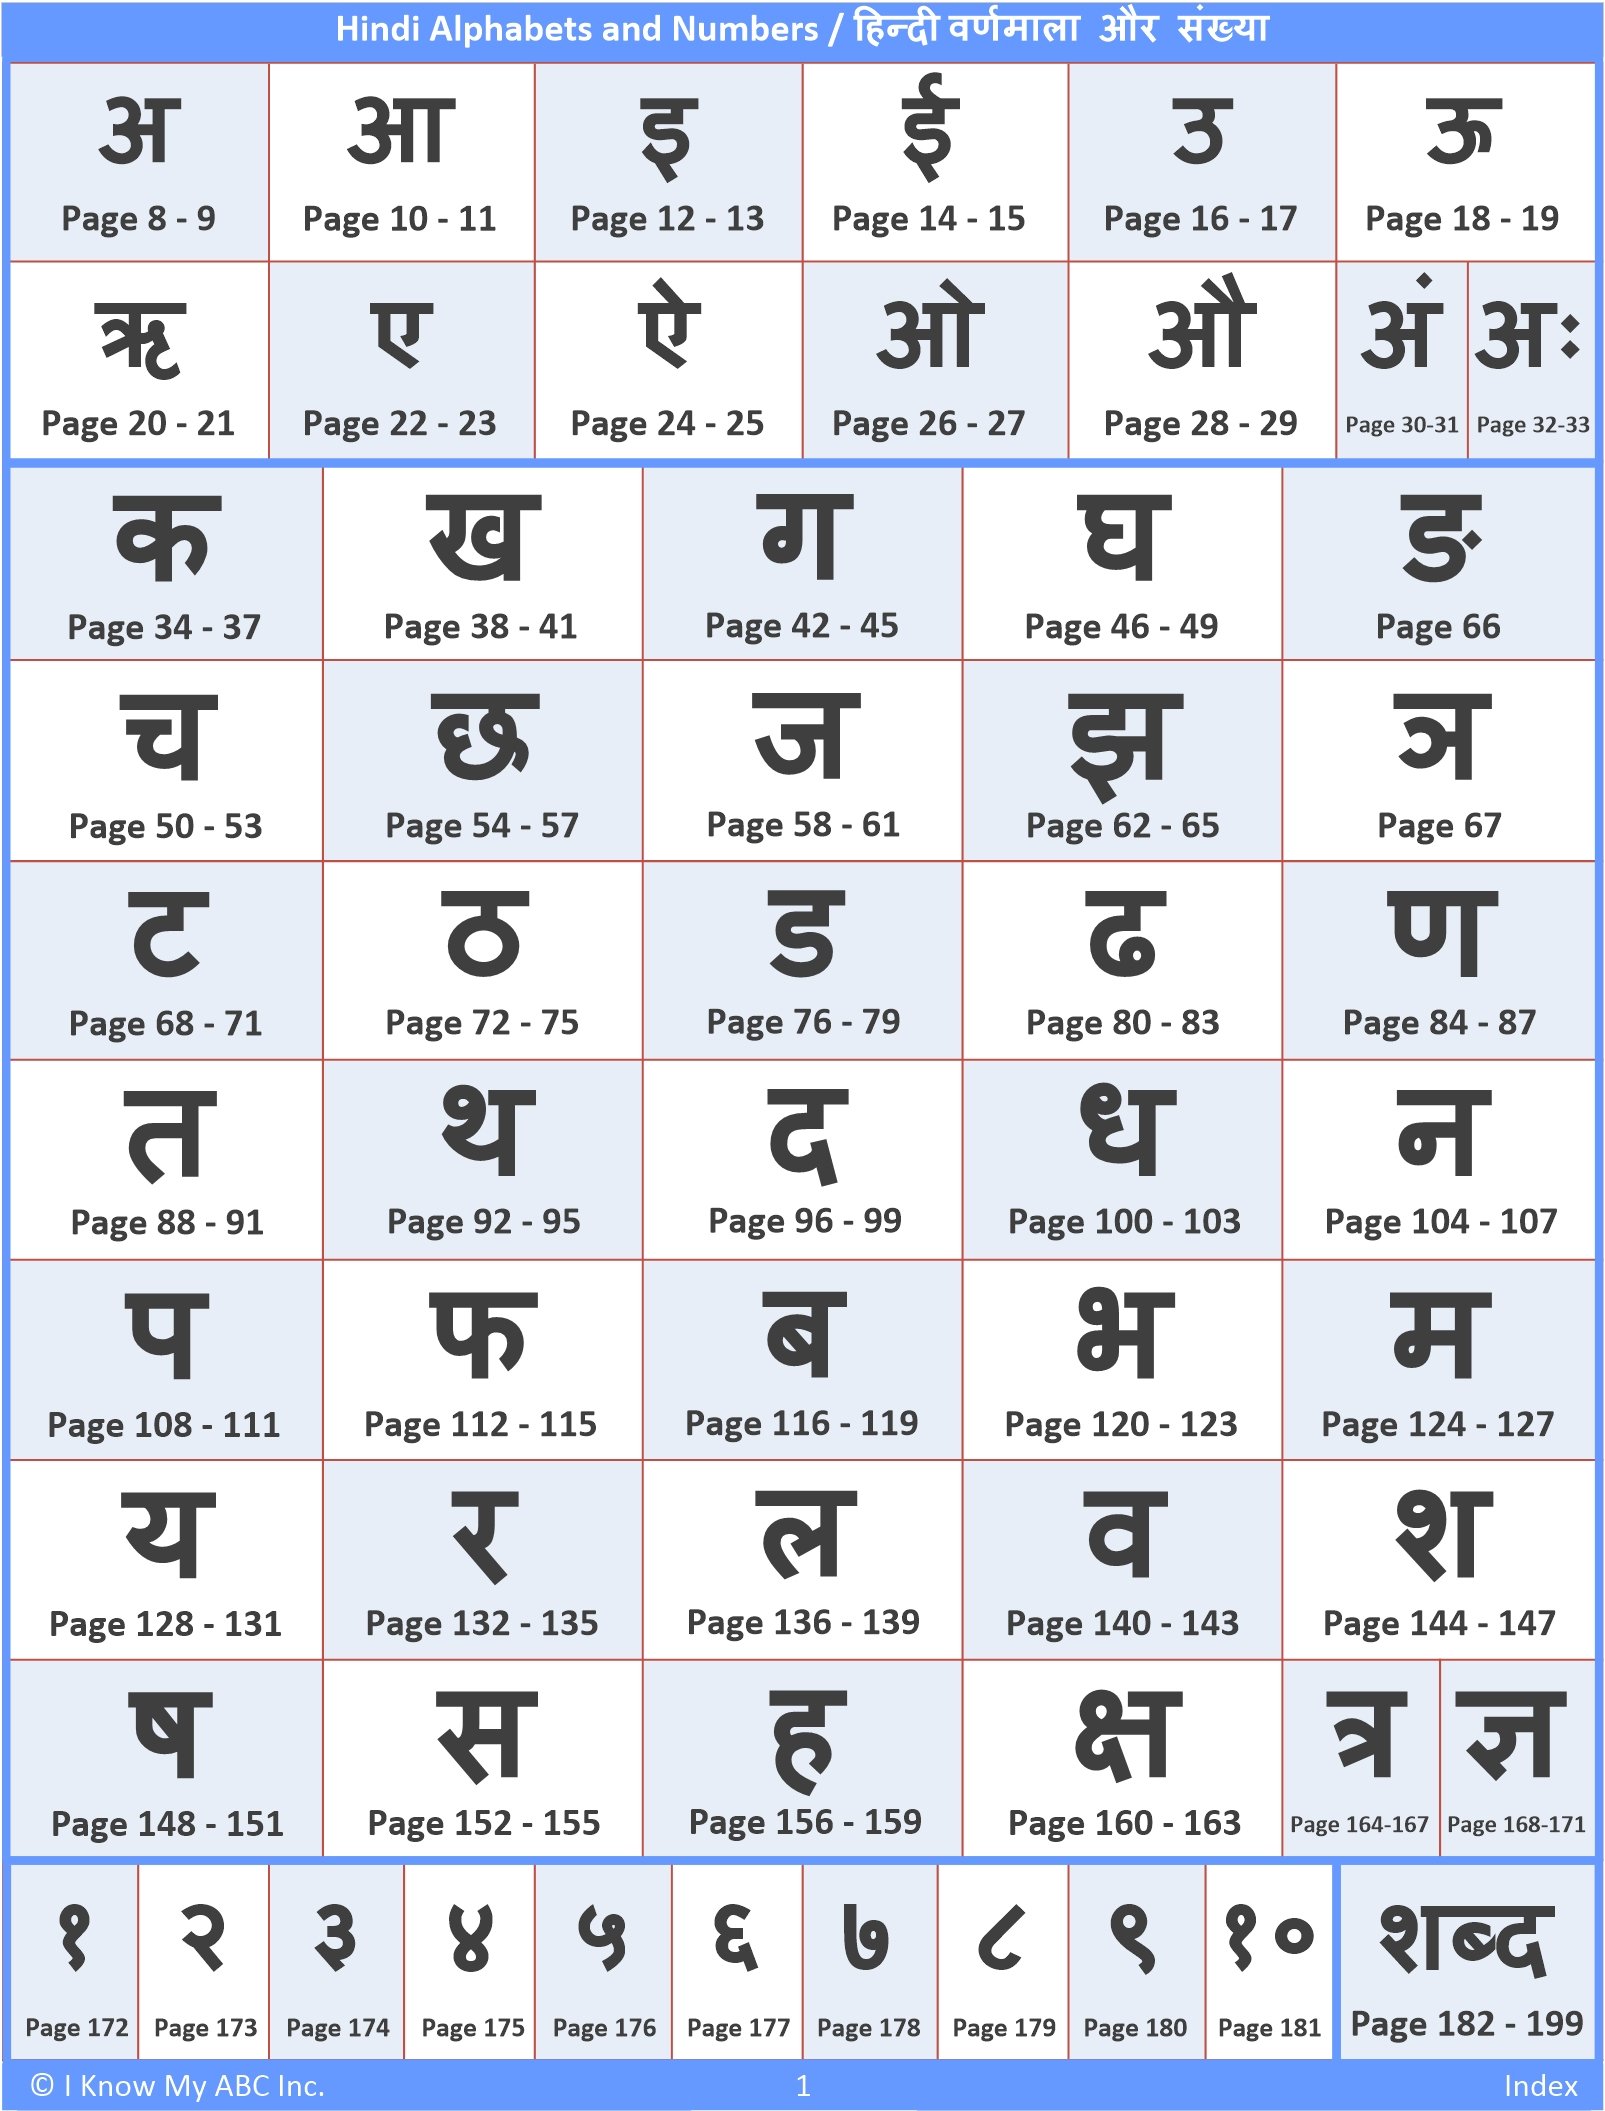 Hindi Alphabets and Numbers / हिन्दी वर्णमाला और संख्या
अ आ इ ई उ ऊ
Page 8 - 9 Page 10 - 11 Page 12 - 13 Page 14 - 15 Page 16 - 17 Page 18 - 19
ऋ ए ऐ ओ औ अं अः
Page 20 - 21 Page 22 - 23 Page 24 - 25 Page 26 - 27 Page 28 - 29 Page 30-31 Page 32-33
क ख ग घ ङ
Page 34 - 37 Page 38 - 41 Page 42 - 45 Page 46 - 49 Page 66
च छ ज झ ञ
Page 50 - 53 Page 54 - 57 Page 58 - 61 Page 62 - 65 Page 67
ट ठ ड ढ ण
Page 68 - 71 Page 72 - 75 Page 76 - 79 Page 80 - 83 Page 84 - 87
त थ द ध न
Page 88 - 91 Page 92 - 95 Page 96 - 99 Page 100 - 103 Page 104 - 107
प फ ब भ म
Page 108 - 111 Page 112 - 115 Page 116 - 119 Page 120 - 123 Page 124 - 127
य र ल व श
Page 128 - 131 Page 132 - 135 Page 136 - 139 Page 140 - 143 Page 144 - 147
ष स ह क्ष त्र ज्ञ
Page 148 - 151 Page 152 - 155 Page 156 - 159 Page 160 - 163 Page 164-167 Page 168-171
१ २ ३ ४ ५ ६ ७ ८ ९ १० शब्द
Page 172 Page 173 Page 174 Page 175 Page 176 Page 177 Page 178 Page 179 Page 180 Page 181 Page 182 - 199
© I Know My ABC Inc. 1 Index